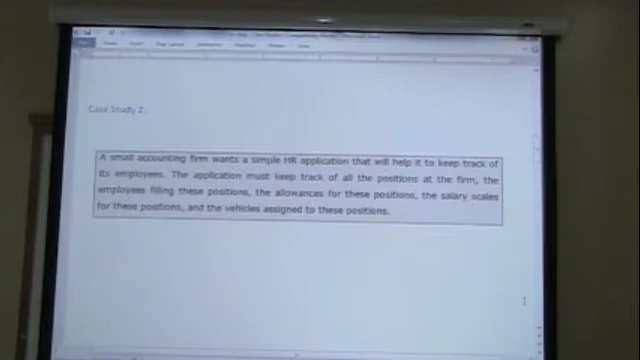 Case Study 2:
A small accounting firm wants a simple HR application that will help it to keep track of
its employees. The application must keep track of all the positions at the firm, the
employees filling these positions, the allowances for these positions, the salary scales
for these positions, and the vehicles assigned to these positions.